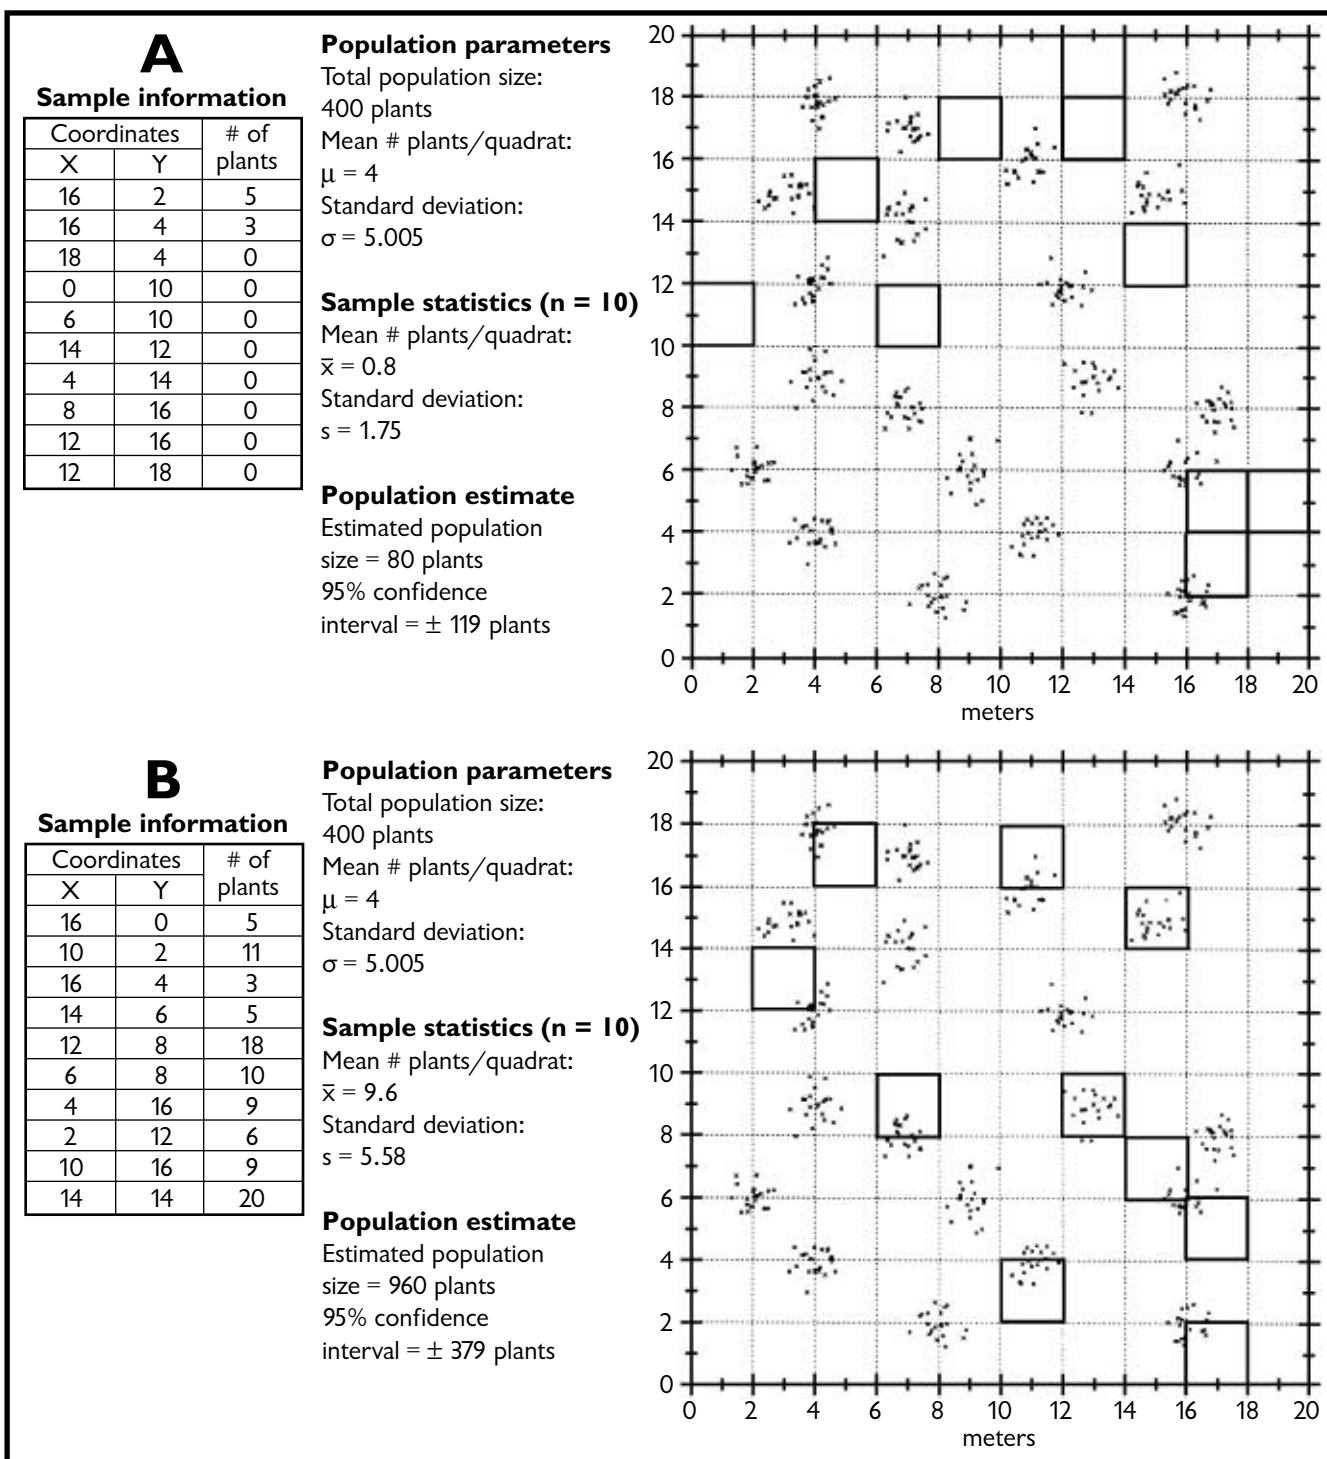 A
Sample information
Coordinates # of plants
X Y
16 2 5
16 4 3
18 4 0
0 10 0
6 10 0
14 12 0
4 14 0
8 16 0
12 16 0
12 18 0
Population parameters
Total population size:
400 plants
Mean # plants/quadrat:
μ = 4
Standard deviation:
σ = 5.005
Sample statistics (n = 10)
Mean # plants/quadrat:
x̄ = 0.8
Standard deviation:
s = 1.75
Population estimate
Estimated population
size = 80 plants
95% confidence
interval = ± 119 plants
20
18
16
14
12
10
8
6
4
2
0
0 2 4 6 8 10 12 14 16 18 20
meters
B
Sample information
Coordinates # of plants
X Y
16 0 5
10 2 11
16 4 3
14 6 5
12 8 18
6 8 10
4 16 9
2 12 6
10 16 9
14 14 20
Population parameters
Total population size:
400 plants
Mean # plants/quadrat:
μ = 4
Standard deviation:
σ = 5.005
Sample statistics (n = 10)
Mean # plants/quadrat:
x̄ = 9.6
Standard deviation:
s = 5.58
Population estimate
Estimated population
size = 960 plants
95% confidence
interval = ± 379 plants
20
18
16
14
12
10
8
6
4
2
0
0 2 4 6 8 10 12 14 16 18 20
meters